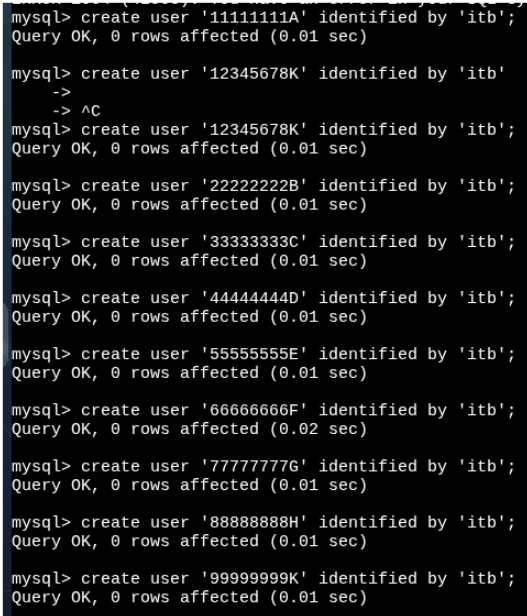 mysql> create user '11111111A' identified by 'itb';
Query OK, 0 rows affected (0.01 sec)
mysql> create user '12345678K' identified by 'itb'
    ->
    -> ^C
mysql> create user '12345678K' identified by 'itb';
Query OK, 0 rows affected (0.01 sec)
mysql> create user '22222222B' identified by 'itb';
Query OK, 0 rows affected (0.01 sec)
mysql> create user '33333333C' identified by 'itb';
Query OK, 0 rows affected (0.01 sec)
mysql> create user '44444444D' identified by 'itb';
Query OK, 0 rows affected (0.01 sec)
mysql> create user '55555555E' identified by 'itb';
Query OK, 0 rows affected (0.01 sec)
mysql> create user '66666666F' identified by 'itb';
Query OK, 0 rows affected (0.02 sec)
mysql> create user '77777777G' identified by 'itb';
Query OK, 0 rows affected (0.01 sec)
mysql> create user '88888888H' identified by 'itb';
Query OK, 0 rows affected (0.01 sec)
mysql> create user '99999999K' identified by 'itb';
Query OK, 0 rows affected (0.01 sec)